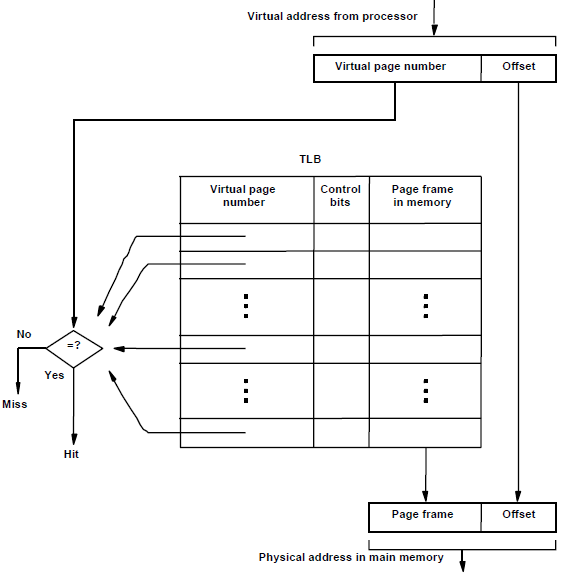 Virtual address from processor
Virtual page number
Offset
TLB
Virtual page
number
Control
bits
Page frame
in memory
No
=?
Yes
Miss
Hit
Page frame
Offset
Physical address in main memory